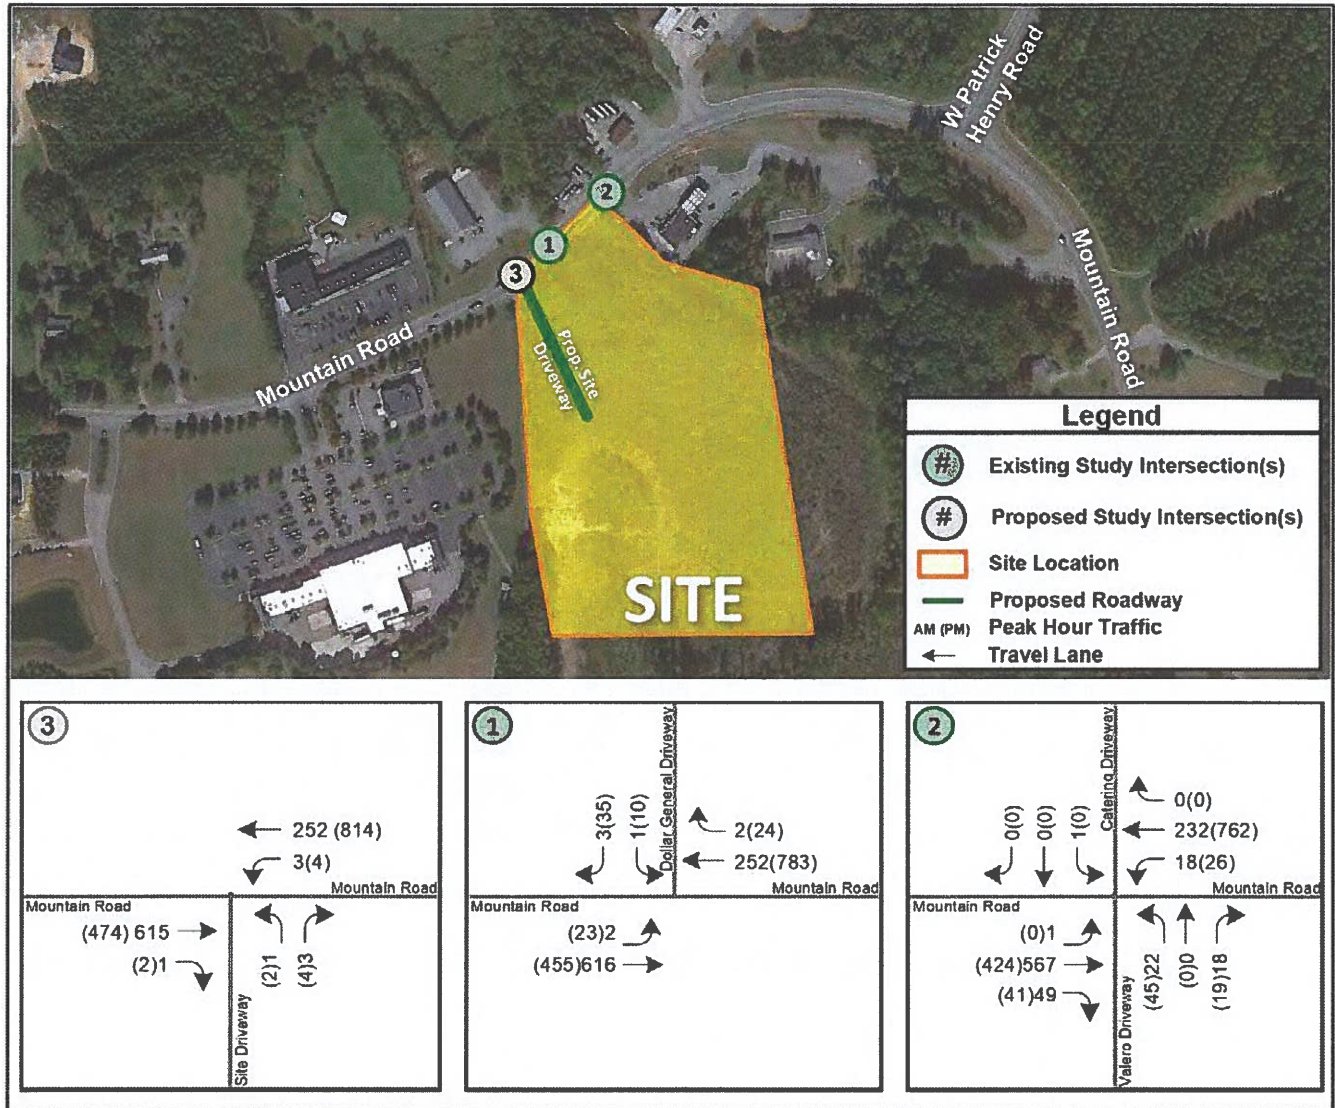 W Patrick
Henry Road
2
1
3
Mountain Road
Mountain Road
Prop. Site
Driveway
SITE
Legend
# Existing Study Intersection(s)
# Proposed Study Intersection(s)
Site Location
Proposed Roadway
AM (PM) Peak Hour Traffic
Travel Lane
3
252 (814)
3(4)
Mountain Road
Mountain Road
(474) 615
(2)1
(2)1
(4)3
Site Driveway
1
3(35)
1(10)
Dollar General Driveway
2(24)
252(783)
Mountain Road
Mountain Road
(23)2
(455)616
2
0(0)
0(0)
1(0)
Catering Driveway
0(0)
232(762)
18(26)
Mountain Road
Mountain Road
(0)1
(424)567
(41)49
Valero Driveway
(45)22
(0)0
(19)18